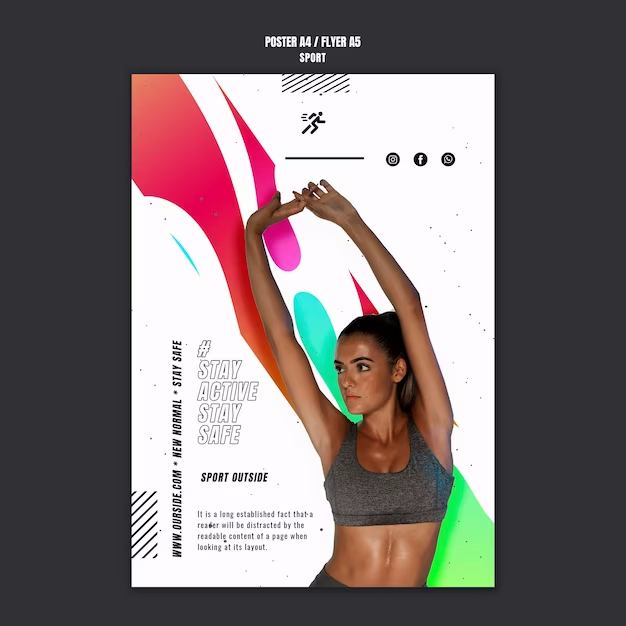 POSTER A4 / FLYER A5
SPORT
#
STAY
ACTIVE
STAY
SAFE
WWW.OURSIDE.COM * NEW NORMAL * STAY SAFE
SPORT OUTSIDE
It is a long established fact that a
reader will be distracted by the
readable content of a page when
looking at its layout.